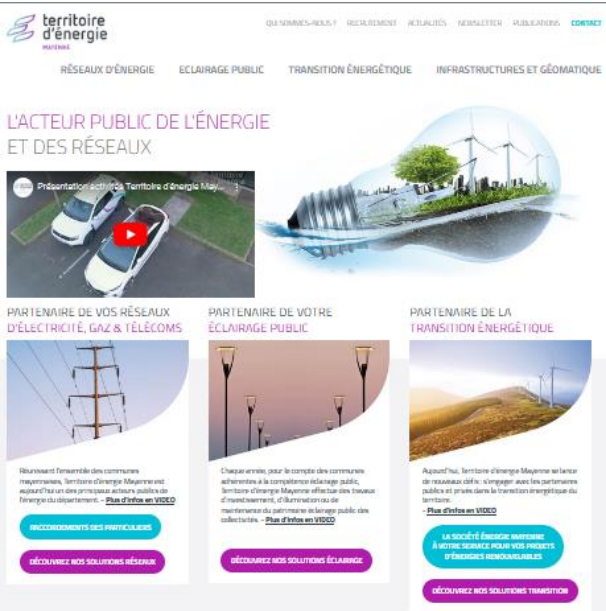 territoire
d'énergie
MAYENNE
QUI SOMMES-NOUS ? RECRUTEMENT ACTUALITÉS NEWSLETTER PUBLICATIONS CONTACT
RÉSEAUX D'ÉNERGIE ECLAIRAGE PUBLIC TRANSITION ÉNERGÉTIQUE INFRASTRUCTURES ET GÉOMATIQUE
L'ACTEUR PUBLIC DE L'ÉNERGIE
ET DES RÉSEAUX
Présentation activités Territoire d'énergie May...
PARTENAIRE DE VOS RÉSEAUX
D'ÉLECTRICITÉ, GAZ & TÉLÉCOMS
Réunissant l'ensemble des communes
mayennaises, Territoire d'énergie Mayenne est
aujourd'hui un des principaux acteurs publics de
l'énergie du département. - Plus d'infos en VIDEO
RACCORDEMENTS DES PARTICULIERS
DÉCOUVREZ NOS SOLUTIONS RÉSEAUX
PARTENAIRE DE VOTRE
ÉCLAIRAGE PUBLIC
Chaque année, pour le compte des communes
adhérentes à la compétence éclairage public,
Territoire d'énergie Mayenne effectue des travaux
d'investissement, d'illumination ou de
maintenance du patrimoine éclairage public des
collectivités. - Plus d'infos en VIDEO
DÉCOUVREZ NOS SOLUTIONS ÉCLAIRAGE
PARTENAIRE DE LA
TRANSITION ÉNERGÉTIQUE
Aujourd'hui, Territoire d'énergie Mayenne se lance
de nouveaux défis : s'engager avec les partenaires
publics et privés dans la transition énergétique du
territoire.
- Plus d'infos en VIDEO
LA SOCIÉTÉ ÉNERGIE MAYENNE
À VOTRE SERVICE POUR VOS PROJETS
D'ÉNERGIES RENOUVELABLES
DÉCOUVREZ NOS SOLUTIONS TRANSITION